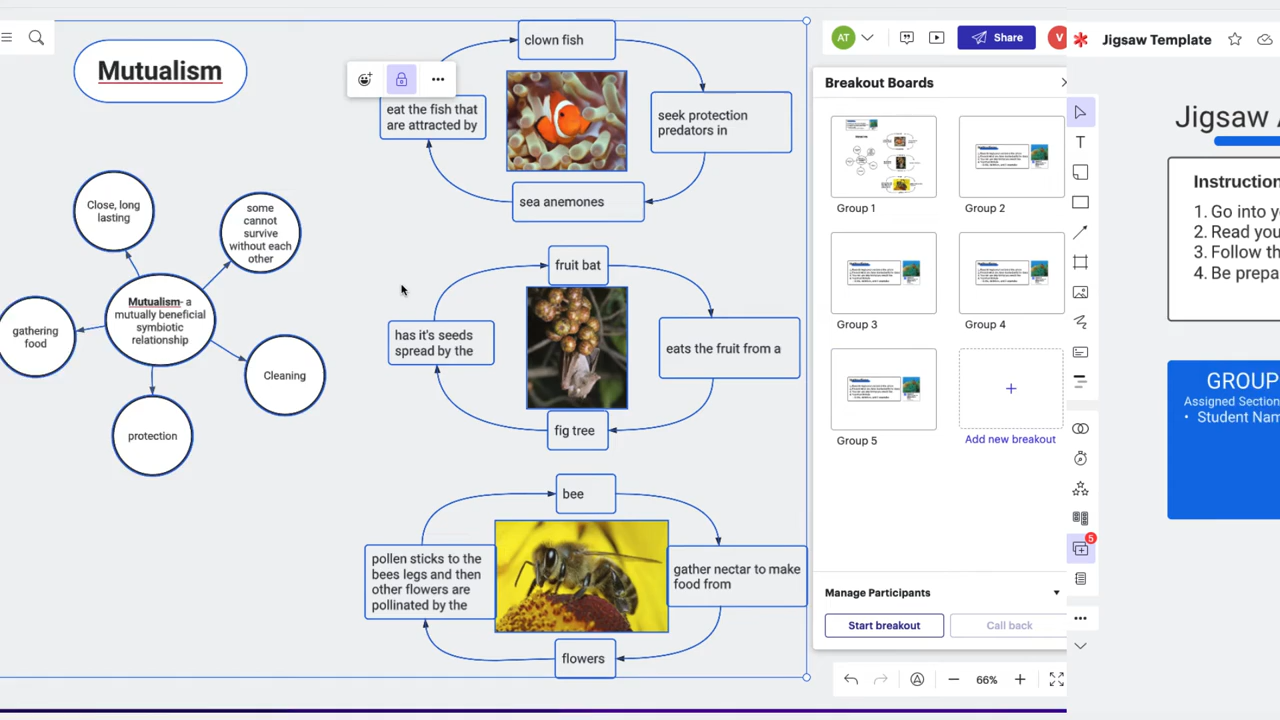 Mutualism
clown fish
eat the fish that
are attracted by
seek protection
predators in
sea anemones
Close, long
lasting
some
cannot
survive
without each
other
Mutualism- a
mutually beneficial
symbiotic
relationship
gathering
food
Cleaning
protection
fruit bat
has it's seeds
spread by the
eats the fruit from a
fig tree
bee
pollen sticks to the
bees legs and then
other flowers are
pollinated by the
gather nectar to make
food from
flowers
AT
Share
V
Breakout Boards
Group 1
Group 2
Group 3
Group 4
Group 5
Add new breakout
Manage Participants
Start breakout
Call back
66%
Jigsaw Template
T
5
Jigsaw A
Instruction
1. Go into yo
2. Read you
3. Follow th
4. Be prepa
GROUP
Assigned Section
• Student Nam